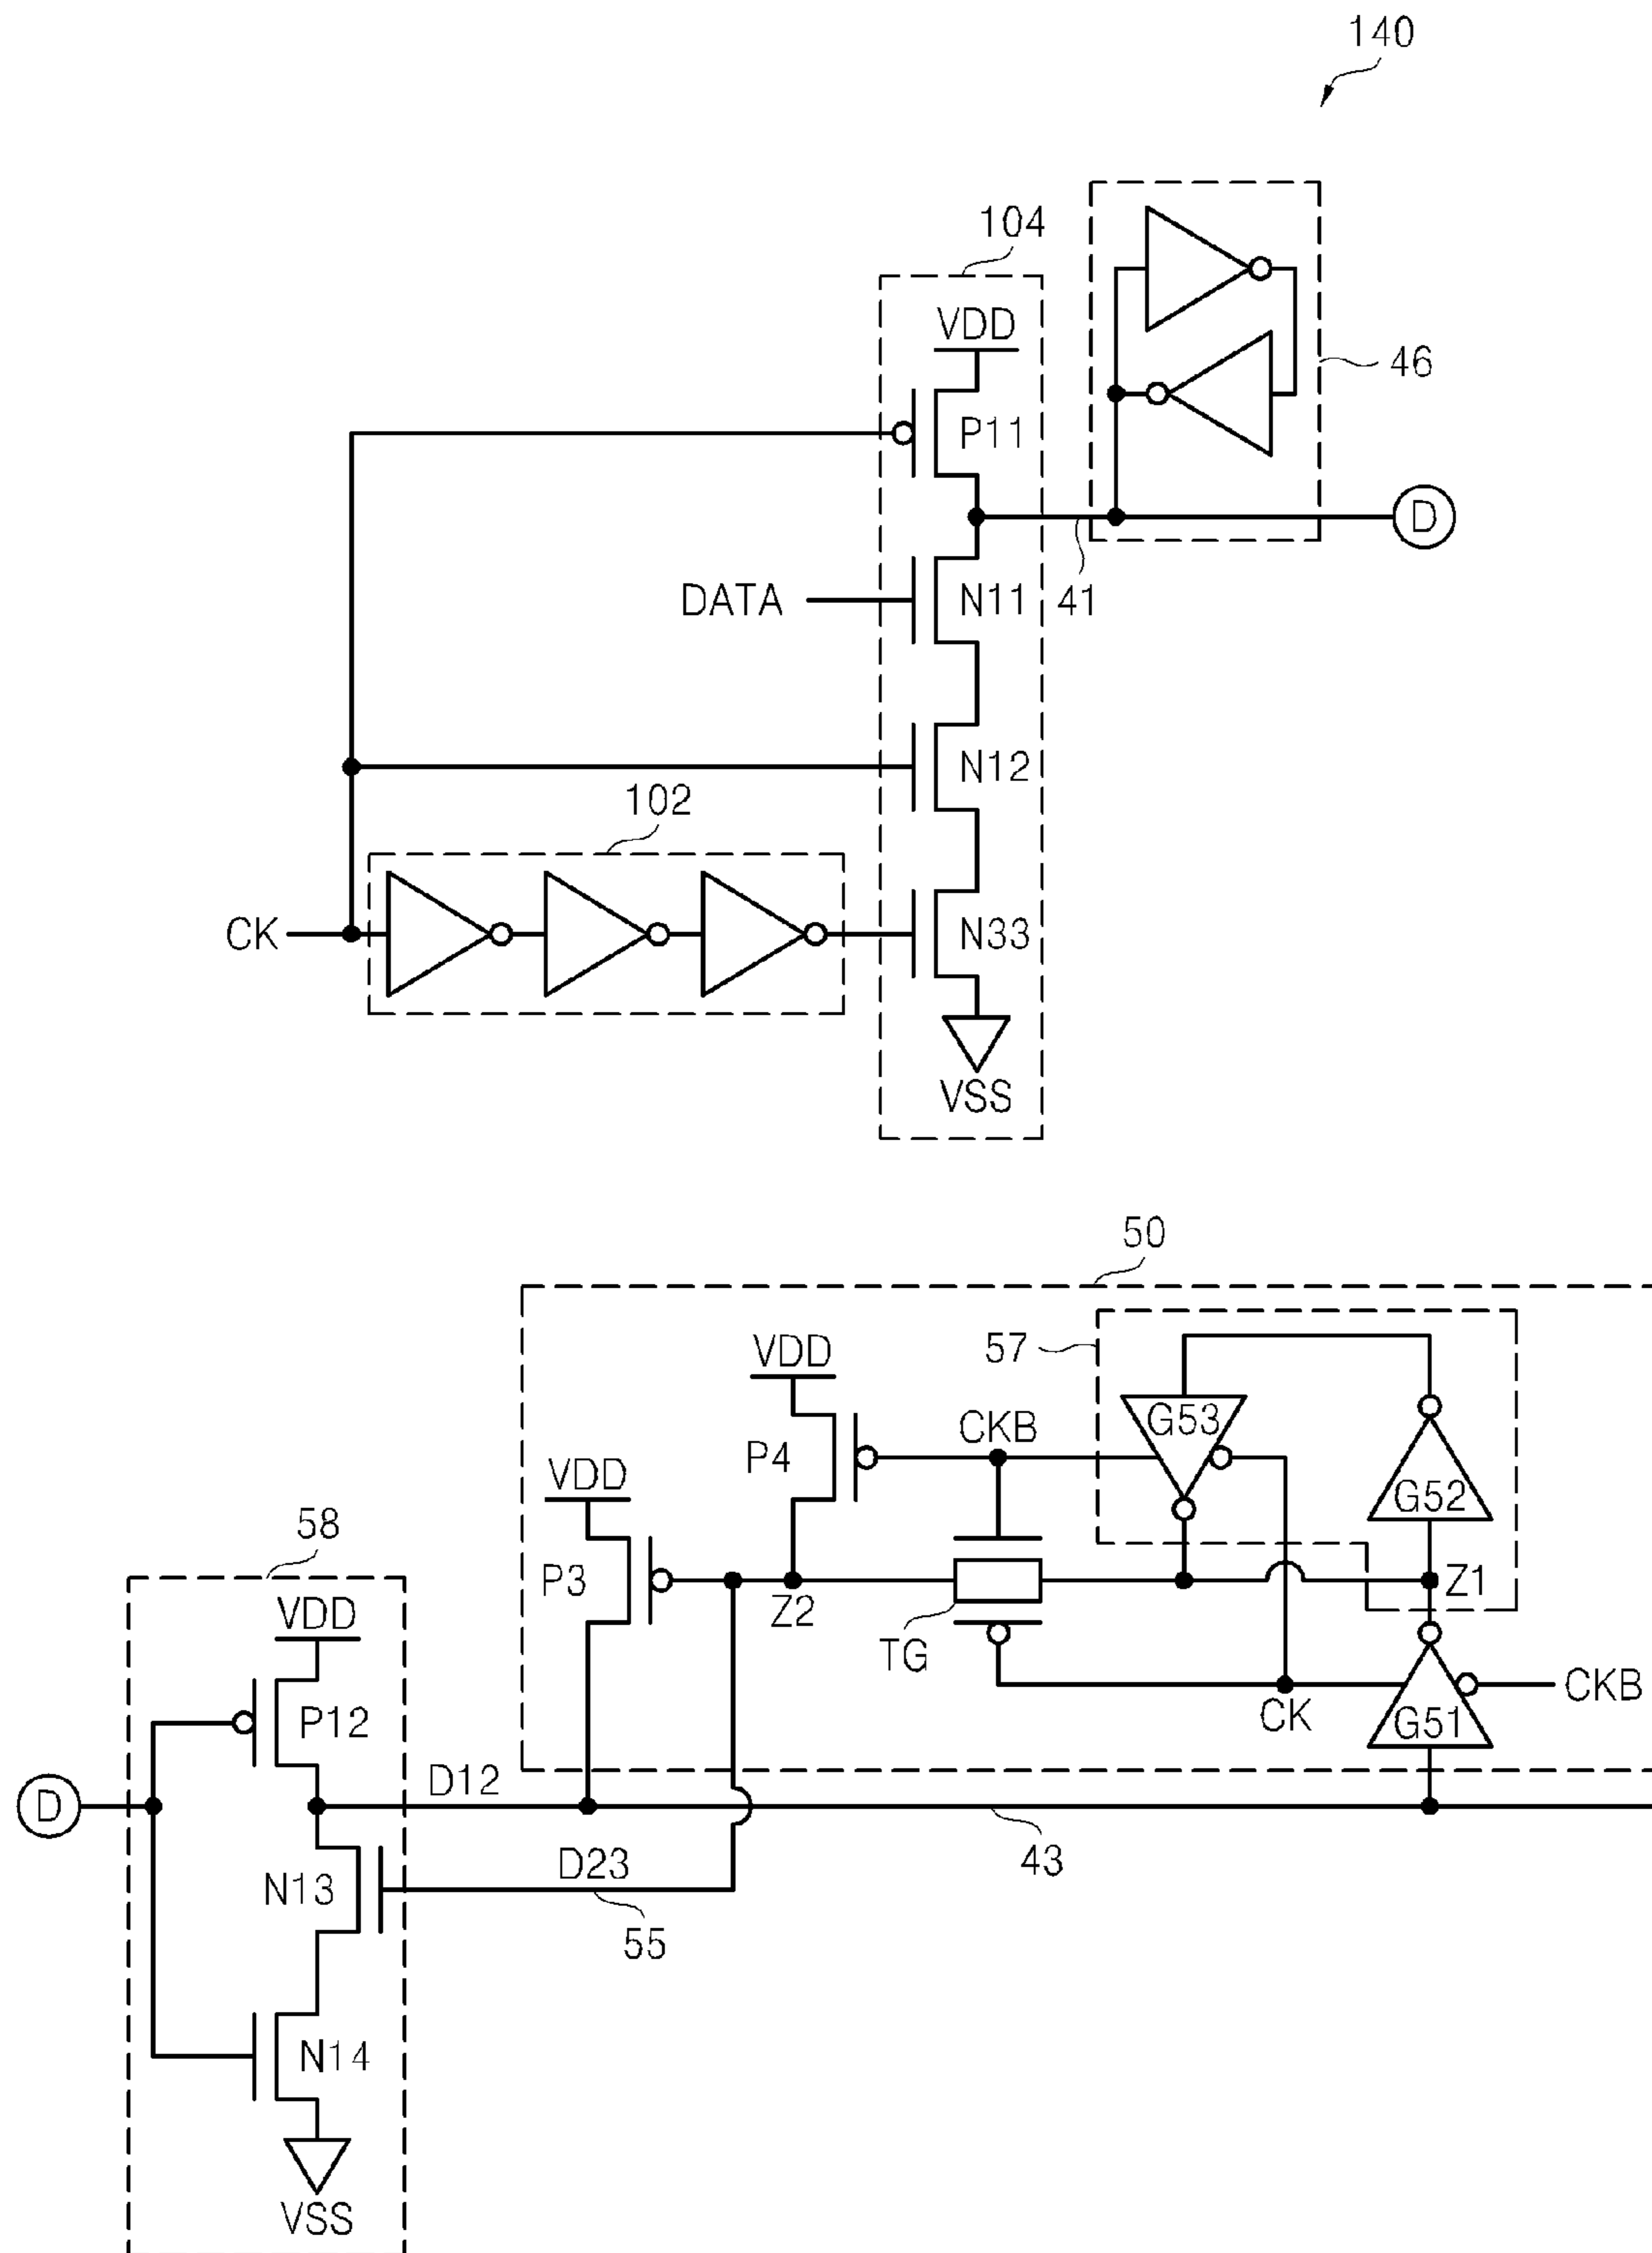 140
104
VDD
46
P11
D
DATA
N11
41
N12
102
CK
N33
VSS
50
57
VDD
CKB
G53
P4
VDD
G52
58
P3
Z2
Z1
VDD
TG
CKB
P12
CK
G51
D12
D
43
N13
D23
55
N14
VSS